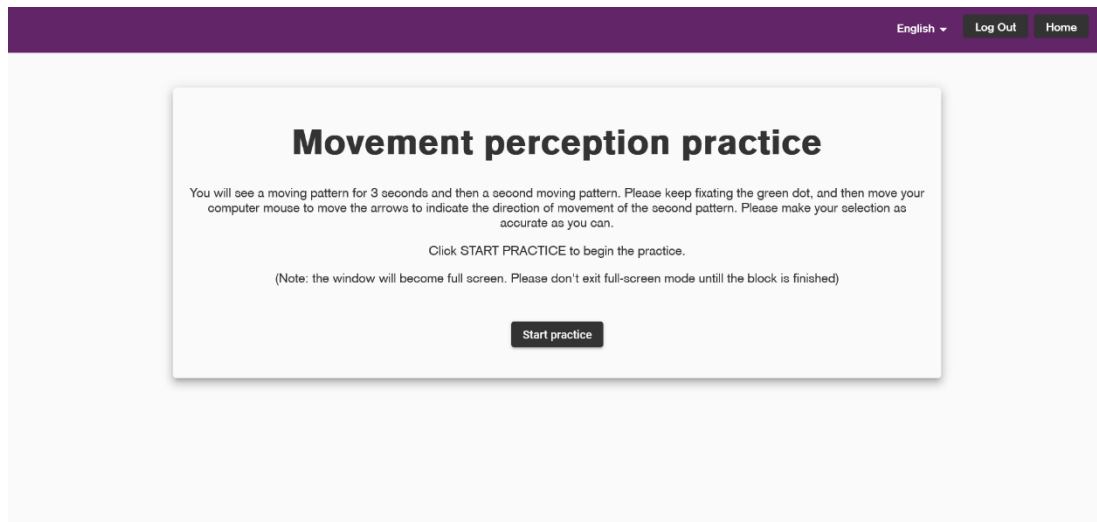 English
Log Out
Home
Movement perception practice
You will see a moving pattern for 3 seconds and then a second moving pattern. Please keep fixating the green dot, and then move your
computer mouse to move the arrows to indicate the direction of movement of the second pattern. Please make your selection as
accurate as you can.
Click START PRACTICE to begin the practice.
(Note: the window will become full screen. Please don't exit full-screen mode untill the block is finished)
Start practice